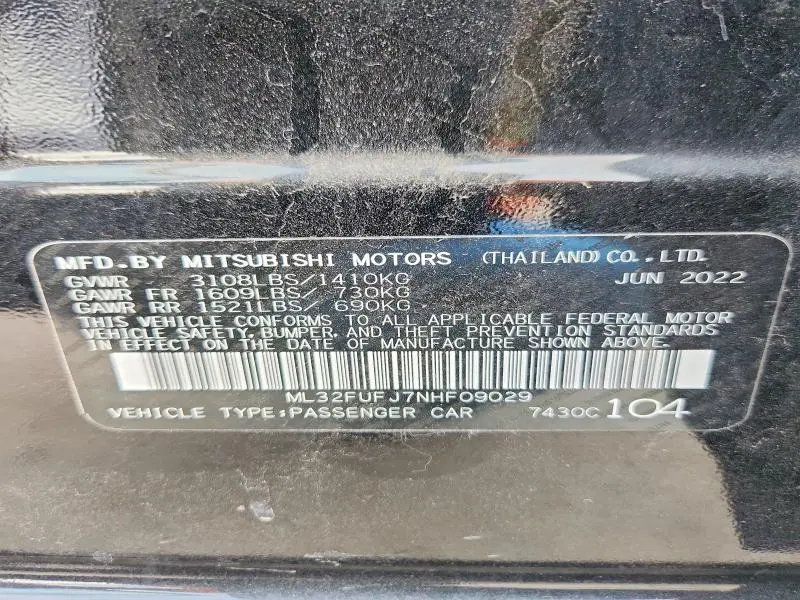 MFD.BY MITSUBISHI MOTORS (THAILAND) CO., LTD.
GVWR 3108LBS/1410KG JUN 2022
GAWR FR 1609LBS/ 730KG
GAWR RR 1521LBS/ 690KG
THIS VEHICLE CONFORMS TO ALL APPLICABLE FEDERAL MOTOR
VEHICLE SAFETY, BUMPER, AND THEFT PREVENTION STANDARDS
IN EFFECT ON THE DATE OF MANUFACTURE SHOWN ABOVE.
ML32FUFJ7NHF09029
VEHICLE TYPE:PASSENGER CAR 7430C 104